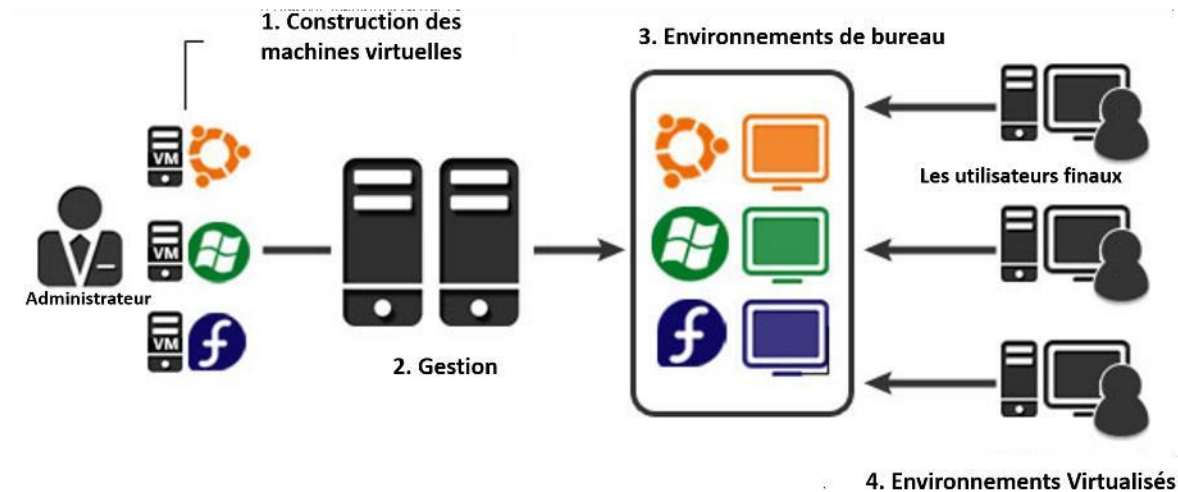 1. Construction des
machines virtuelles
3. Environnements de bureau
VM
VM
VM
Administrateur
2. Gestion
Les utilisateurs finaux
4. Environnements Virtualisés